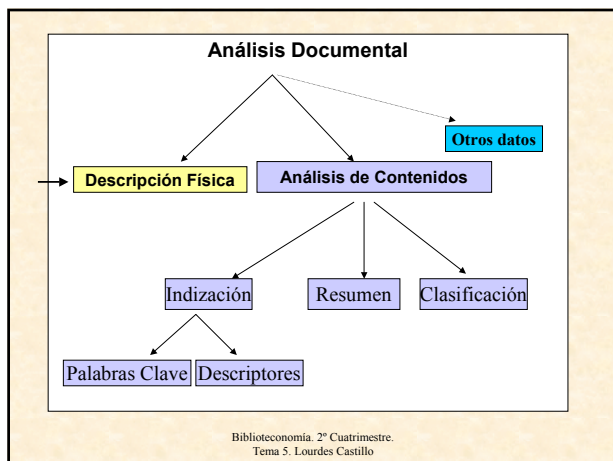 Análisis Documental
Otros datos
Descripción Física
Análisis de Contenidos
Indización
Resumen
Clasificación
Palabras Clave
Descriptores
Biblioteconomía. 2º Cuatrimestre.
Tema 5. Lourdes Castillo